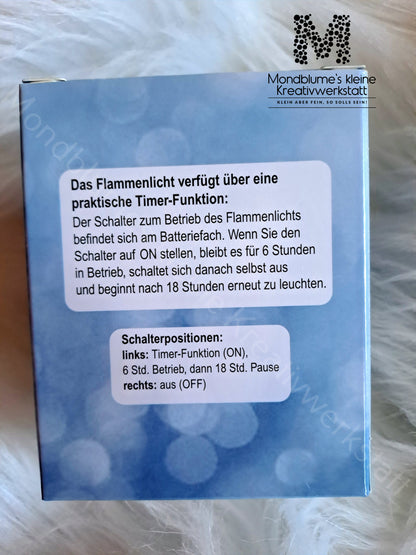 M
Mondblume's kleine
Kreativwerkstatt
KLEIN ABER FEIN, SO SOLLS SEIN!
Das Flammenlicht verfügt über eine
praktische Timer-Funktion:
Der Schalter zum Betrieb des Flammenlichts
befindet sich am Batteriefach. Wenn Sie den
Schalter auf ON stellen, bleibt es für 6 Stunden
in Betrieb, schaltet sich danach selbst aus
und beginnt nach 18 Stunden erneut zu leuchten.
Schalterpositionen:
links: Timer-Funktion (ON),
6 Std. Betrieb, dann 18 Std. Pause
rechts: aus (OFF)